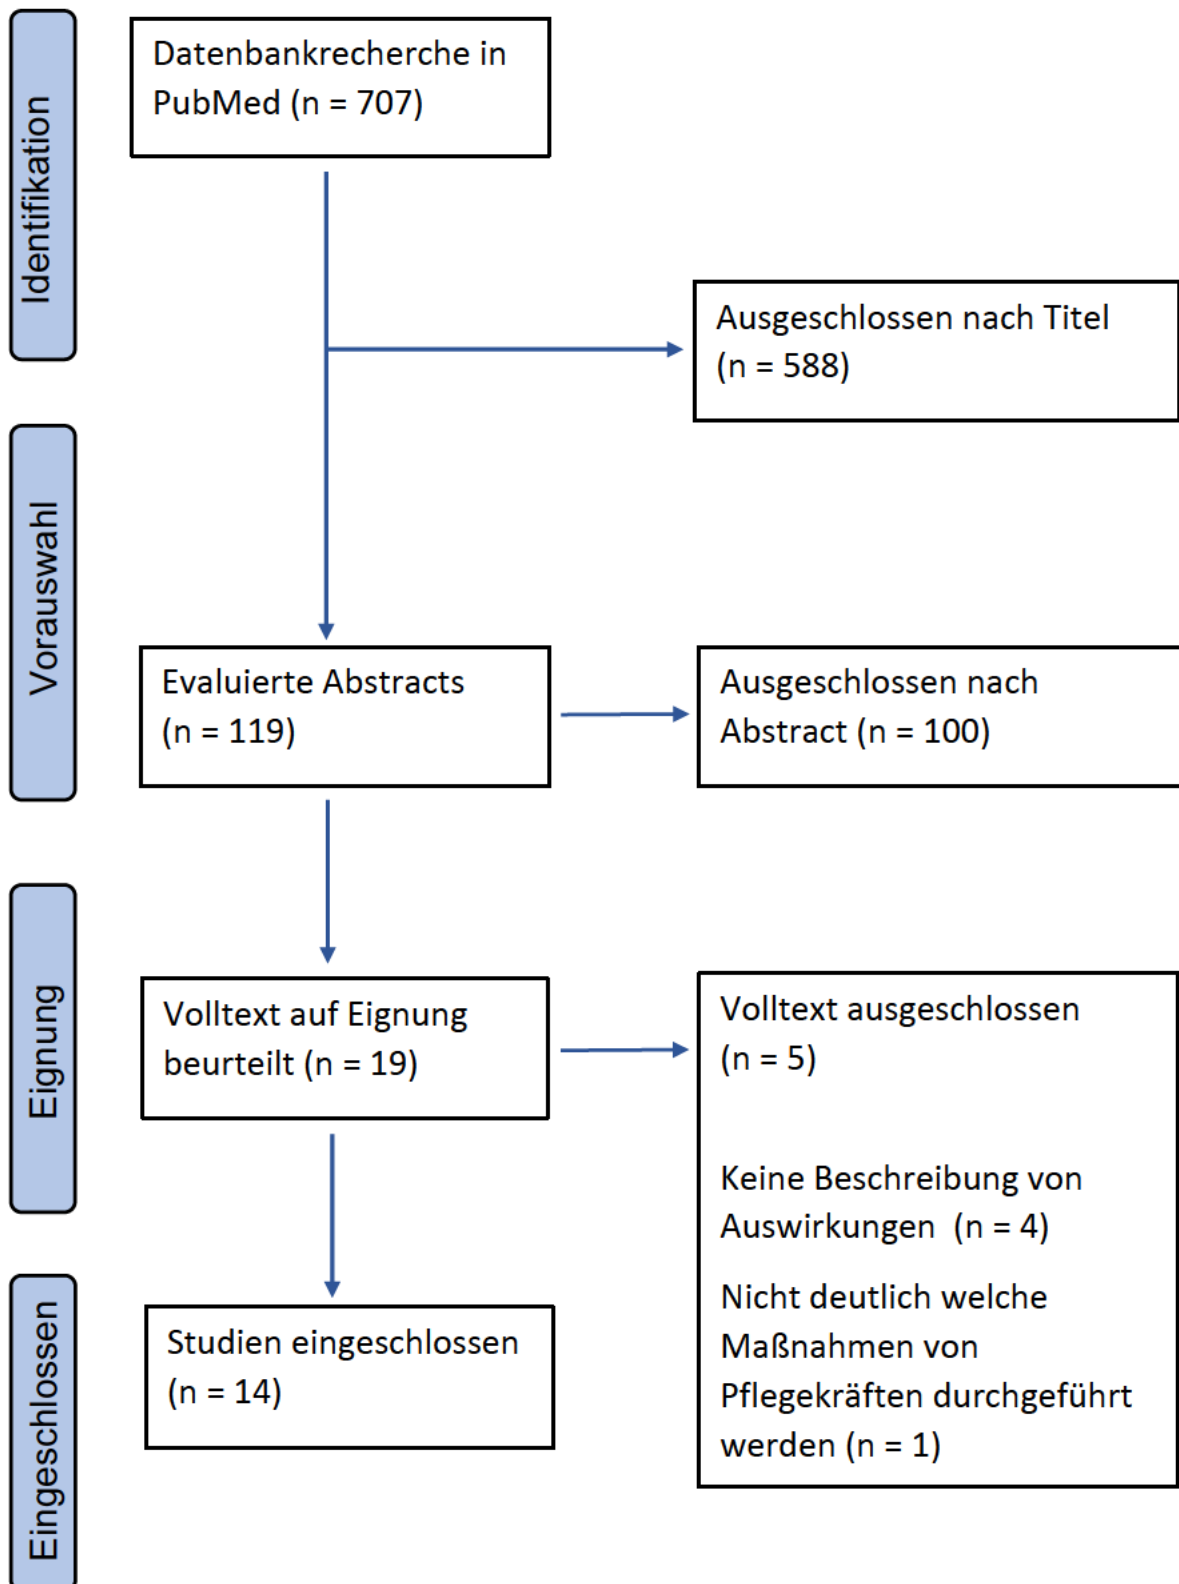 Identifikation
Datenbankrecherche in
PubMed (n = 707)
Ausgeschlossen nach Titel
(n = 588)
Vorauswahl
Evaluierte Abstracts
(n = 119)
Ausgeschlossen nach
Abstract (n = 100)
Eignung
Volltext auf Eignung
beurteilt (n = 19)
Volltext ausgeschlossen
(n = 5)
Keine Beschreibung von
Auswirkungen  (n = 4)
Nicht deutlich welche
Maßnahmen von
Pflegekräften durchgeführt
werden (n = 1)
Eingeschlossen
Studien eingeschlossen
(n = 14)